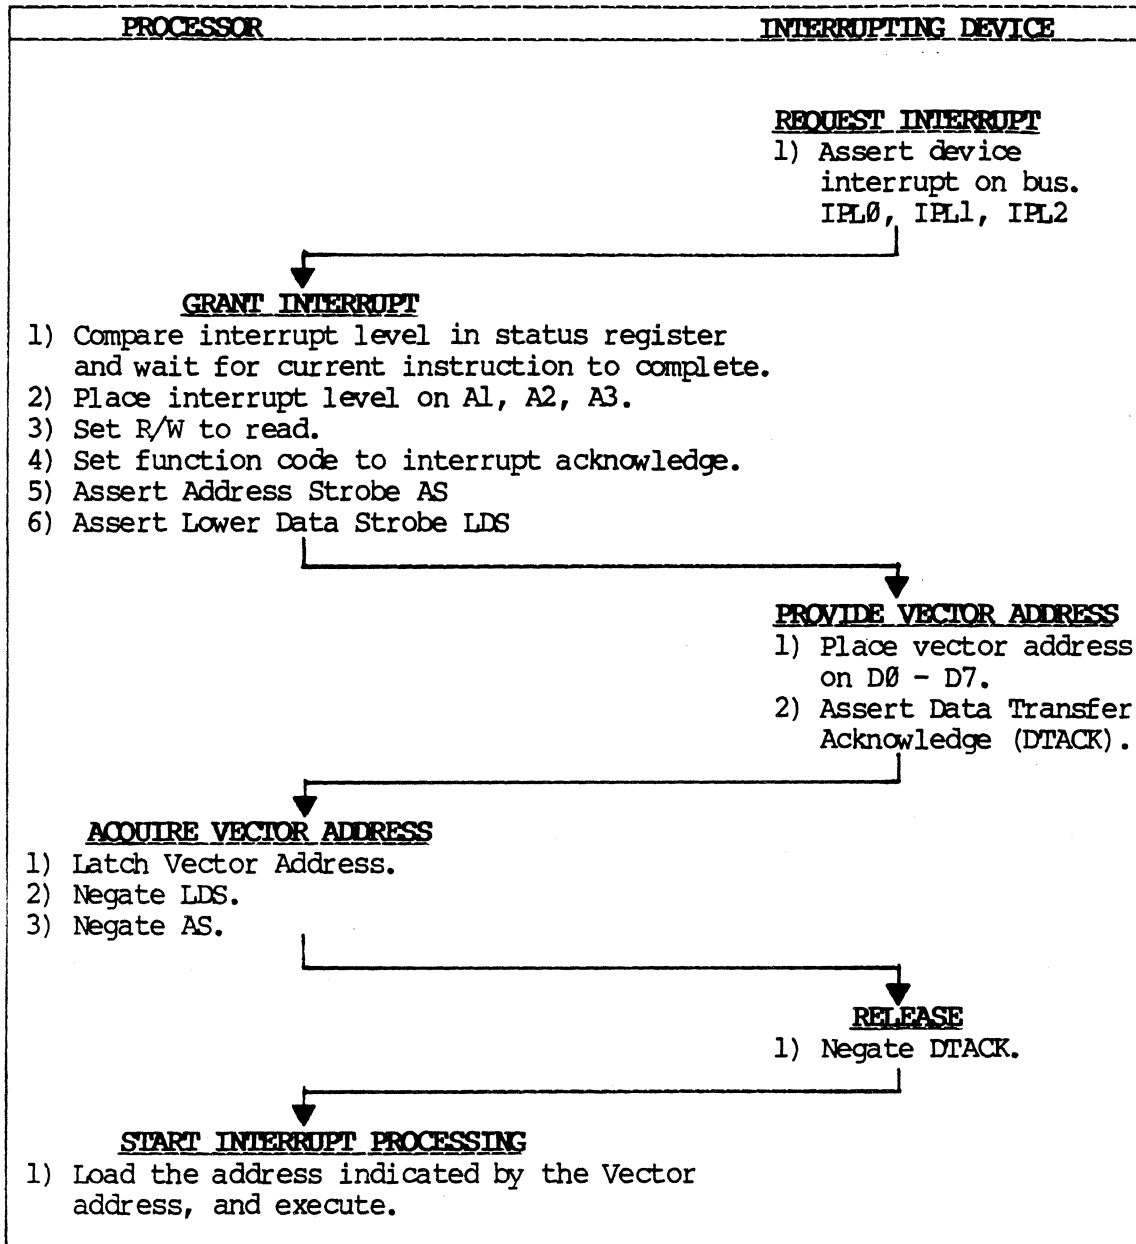 PROCESSOR INTERRUPTING DEVICE
REQUEST INTERRUPT
1) Assert device
interrupt on bus.
IPLØ, IPL1, IPL2
GRANT INTERRUPT
1) Compare interrupt level in status register
and wait for current instruction to complete.
2) Place interrupt level on A1, A2, A3.
3) Set R/W to read.
4) Set function code to interrupt acknowledge.
5) Assert Address Strobe AS
6) Assert Lower Data Strobe LDS
PROVIDE VECTOR ADDRESS
1) Place vector address
on DØ - D7.
2) Assert Data Transfer
Acknowledge (DTACK).
ACQUIRE VECTOR ADDRESS
1) Latch Vector Address.
2) Negate LDS.
3) Negate AS.
RELEASE
1) Negate DTACK.
START INTERRUPT PROCESSING
1) Load the address indicated by the Vector
address, and execute.